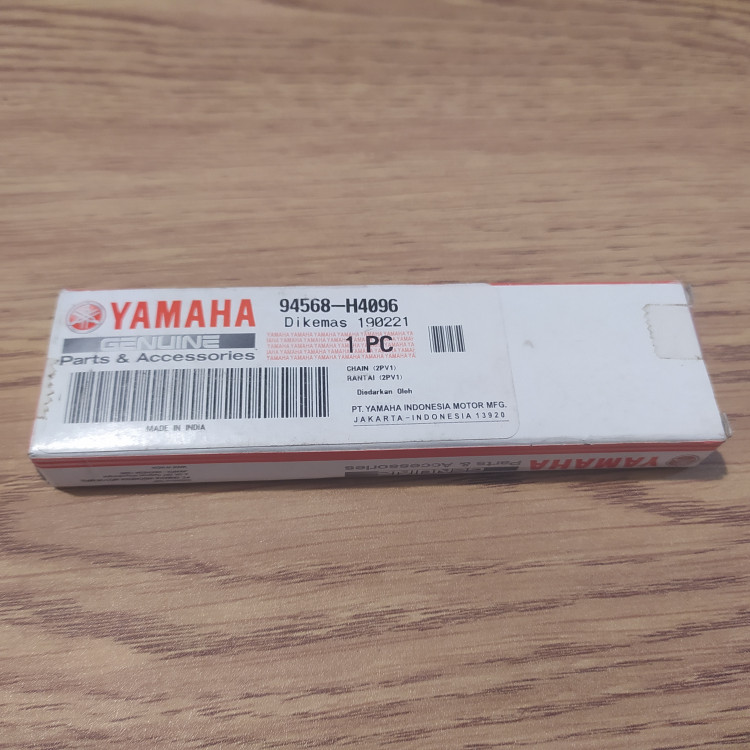 YAMAHA
GENUINE
Parts & Accessories
94568-H4096
Dikemas 190221
1 PC
CHAIN (2PV1)
RANTAI (2PV1)
Diedarkan Oleh
PT. YAMAHA INDONESIA MOTOR MFG.
JAKARTA-INDONESIA 13920
MADE IN INDIA
YAMAHA
Parts & Accessories